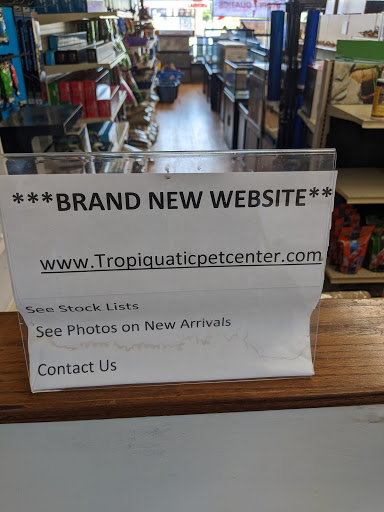 ***BRAND NEW WEBSITE**
www.Tropiquaticpetcenter.com
See Stock Lists
See Photos on New Arrivals
Contact Us